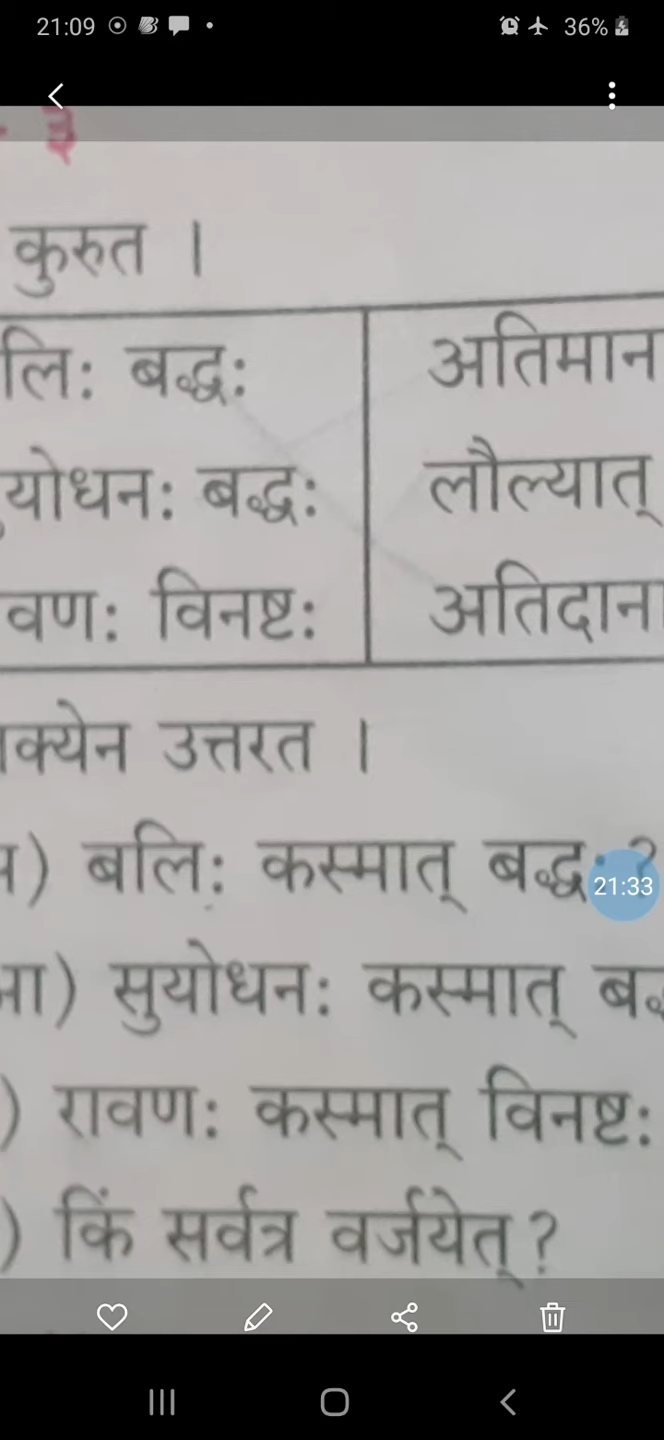 21:09 36%
- ३
कुरुत ।
लिः बद्धः अतिमान
योधनः बद्धः लौल्यात्
वणः विनष्टः अतिदान
क्येन उत्तरत ।
) बलिः कस्मात् बद्धः ?
21:33
) सुयोधनः कस्मात् ब
) रावणः कस्मात् विनष्टः
) किं सर्वत्र वर्जयेत् ?